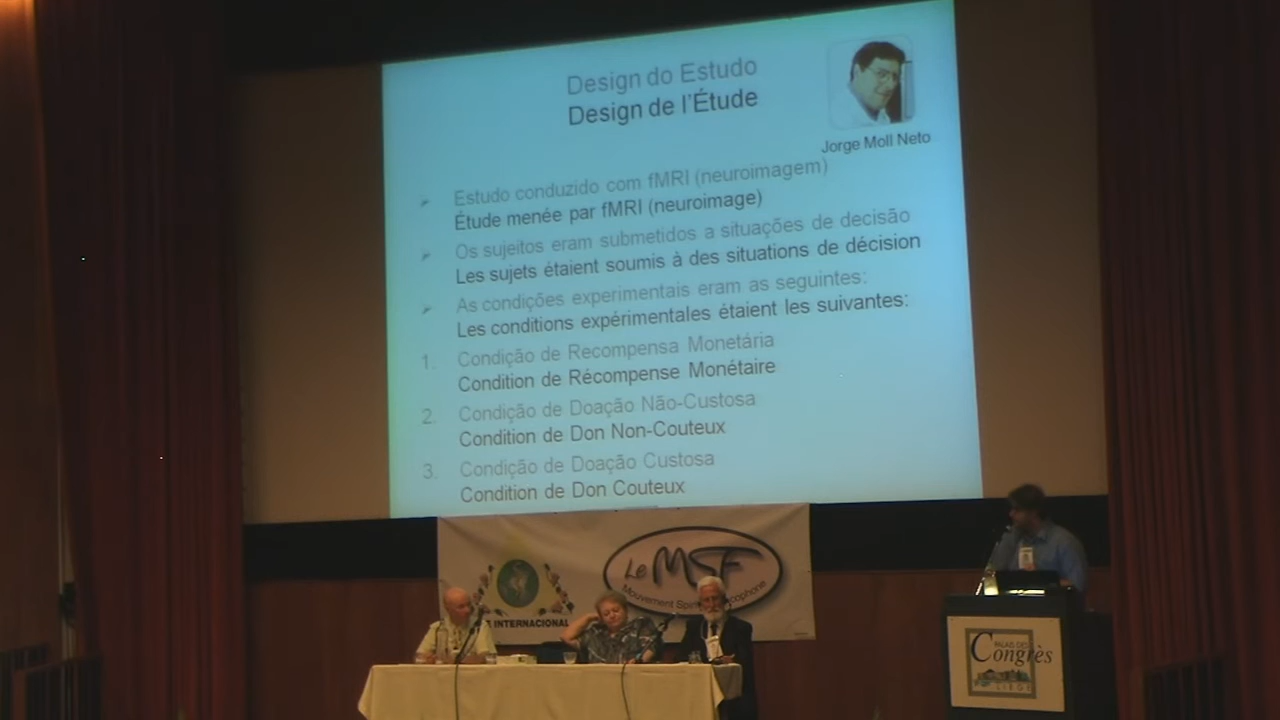 Design do Estudo
Design de l'Étude
Jorge Moll Neto
Estudo conduzido com fMRI (neuroimagem)
Étude menée par fMRI (neuroimage)
Os sujeitos eram submetidos a situações de decisão
Les sujets étaient soumis à des situations de décision
As condições experimentais eram as seguintes:
Les conditions expérimentales étaient les suivantes:
1. Condição de Recompensa Monetária
Condition de Récompense Monétaire
2. Condição de Doação Não-Custosa
Condition de Don Non-Couteux
3. Condição de Doação Custosa
Condition de Don Couteux
Le MSF
Mouvement
INTERNACIONAL
PALAIS DES
Congrès
LIEGE